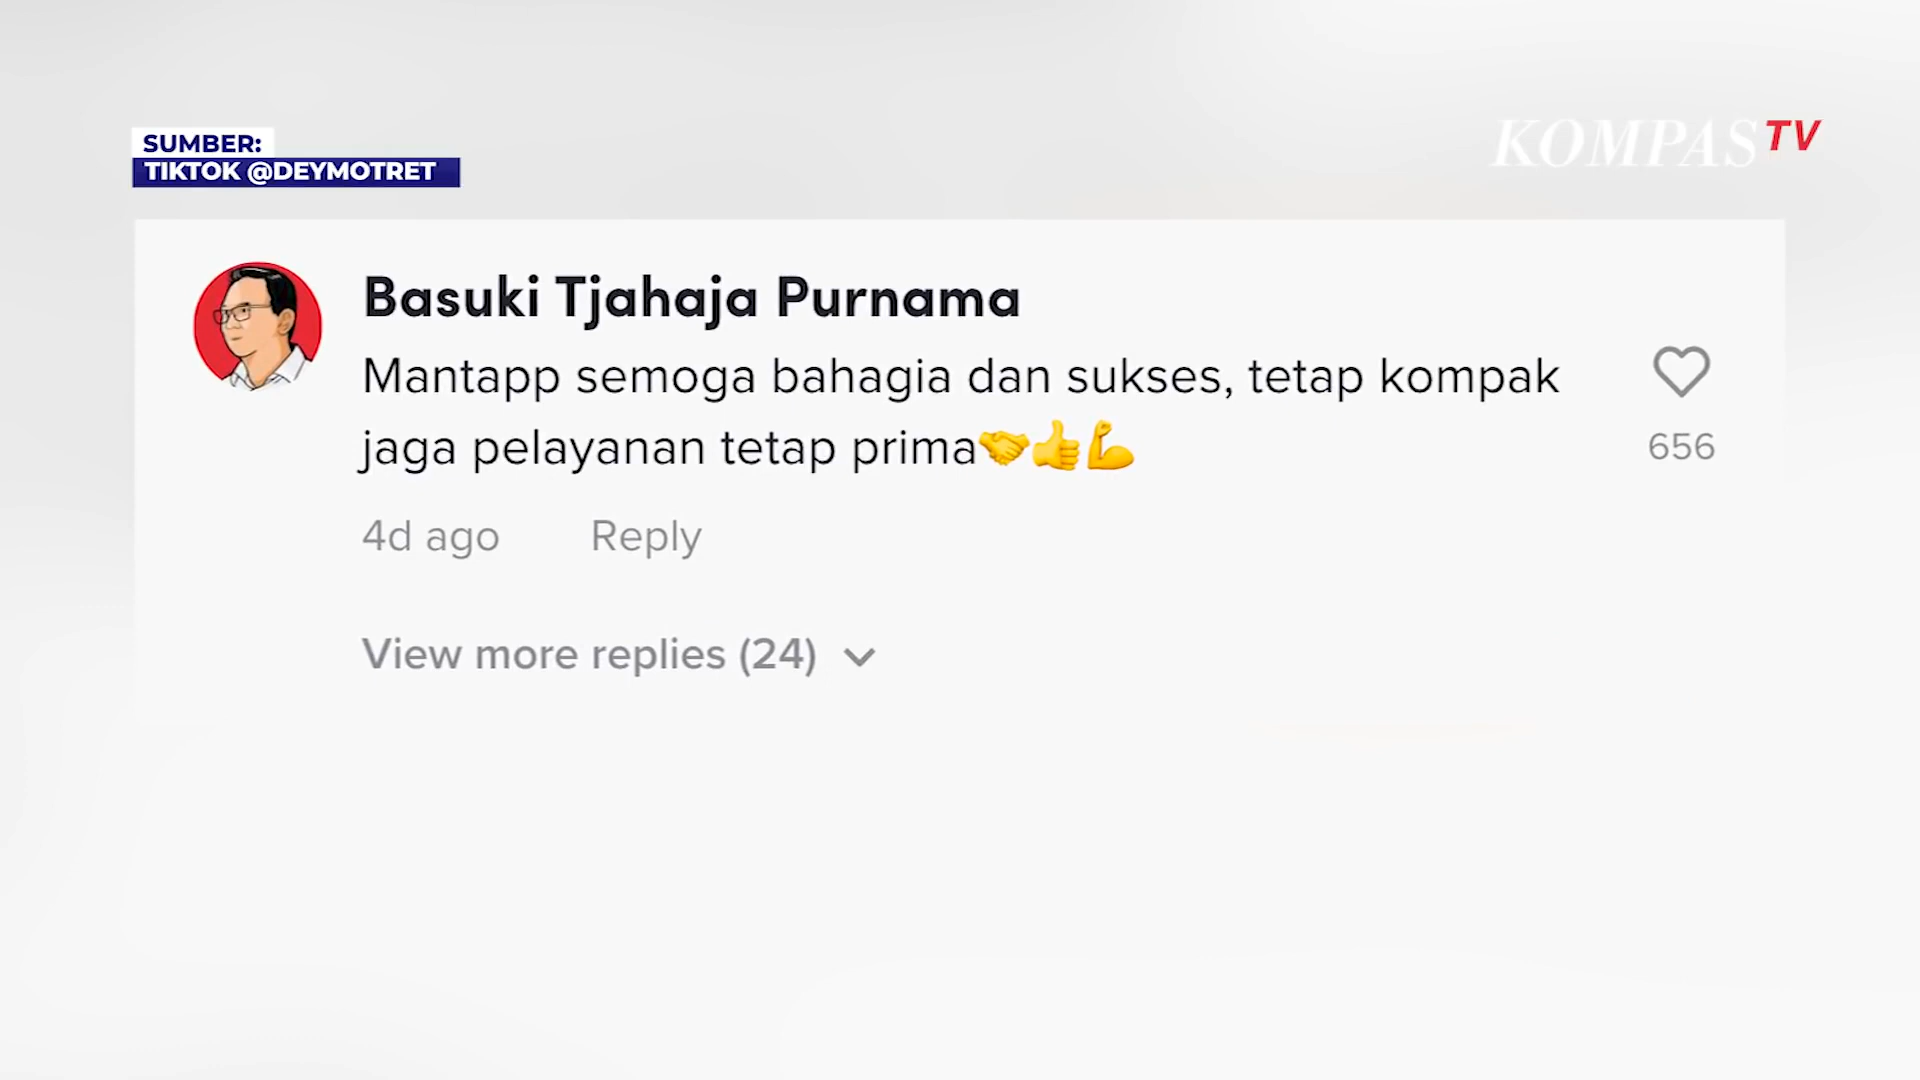 SUMBER:
TIKTOK @DEYMOTRET
KOMPAS TV
Basuki Tjahaja Purnama
Mantapp semoga bahagia dan sukses, tetap kompak
jaga pelayanan tetap prima🤝👍💪
656
4d ago Reply
View more replies (24)